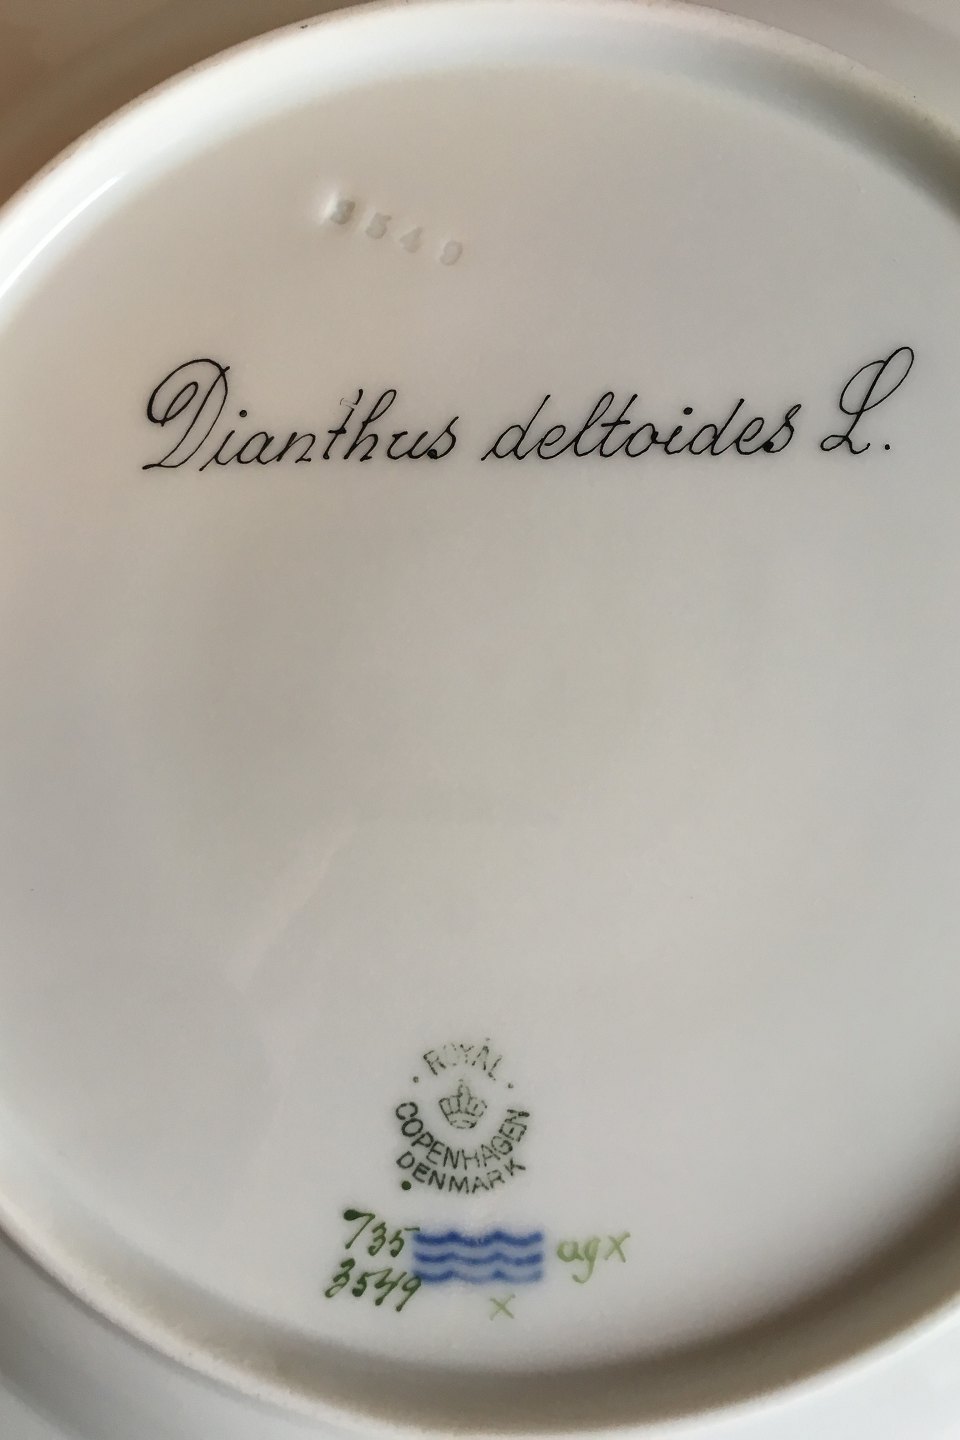 3549
Dianthus deltoides L.
ROYAL
COPENHAGEN
DENMARK
735 agx
3549 x